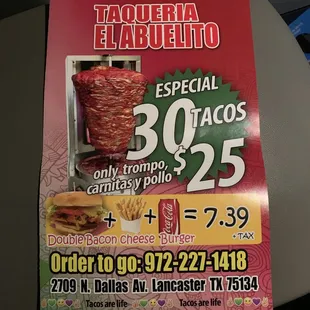 TAQUERIA
EL ABUELITO
ESPECIAL
30 TACOS
$25
only trompo,
carnitas y pollo
+ + Coca-Cola = 7.39
+ TAX
Double Bacon cheese Burger
Order to go: 972-227-1418
2709 N. Dallas Av. Lancaster TX 75134
Tacos are life Tacos are life